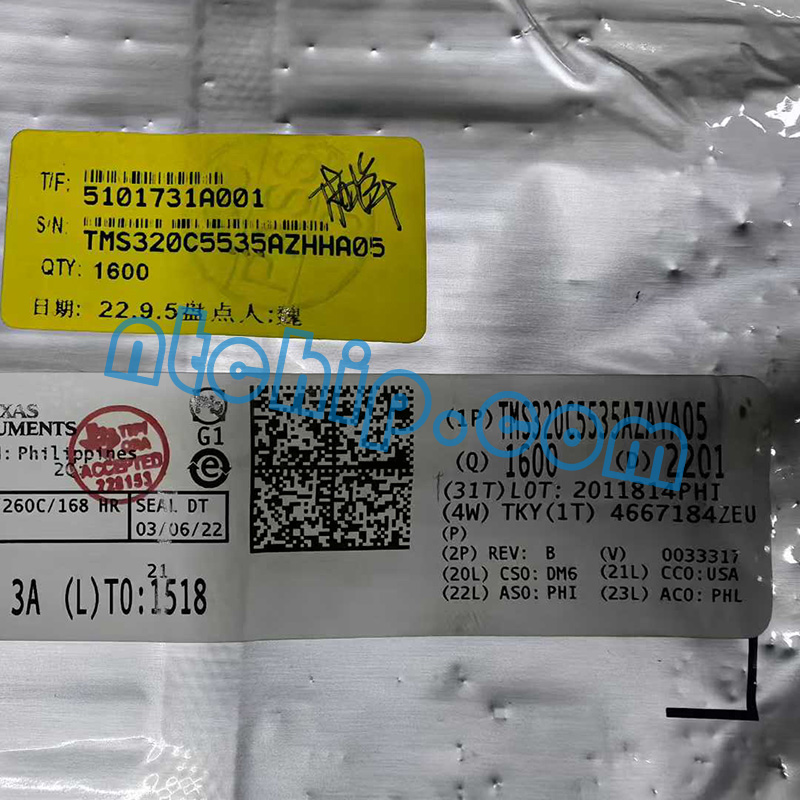 T/F:
5101731A001
S/N:
TMS320C5535AZHHA05
QTY: 1600
日期: 22.9.5盘点人:魏
ntchip.com
XAS
UMENTS
G1
: Philippines
ACCEPTED
260C/168 HR
SEAL DT
03/06/22
21
3A (L)TO:1518
(1P) TMS320C5535AZAYA05
(Q) 1600 (D) 2201
(31T)LOT: 2011814PHI
(4W) TKY(1T) 4667184ZEU
(P)
(2P) REV: B (V) 0033317
(20L) CSO: DM6 (21L) CCO:USA
(22L) ASO: PHI (23L) ACO: PHL